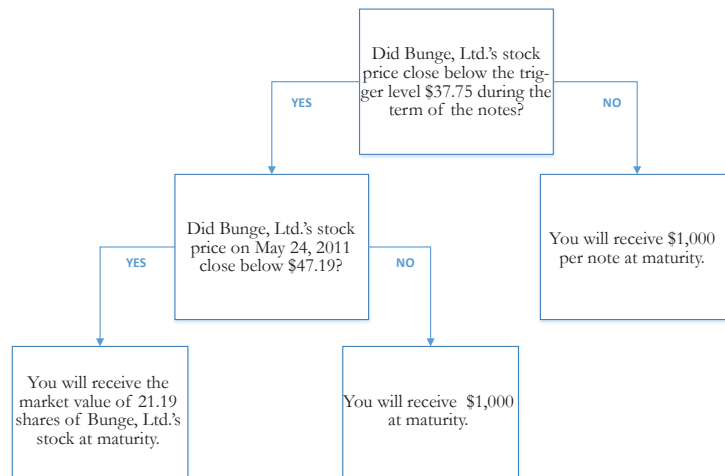 Did Bunge, Ltd.'s stock
price close below the trig-
ger level $37.75 during the
term of the notes?
YES
NO
Did Bunge, Ltd.'s stock
price on May 24, 2011
close below $47.19?
You will receive $1,000
per note at maturity.
YES
NO
You will receive the
market value of 21.19
shares of Bunge, Ltd.'s
stock at maturity.
You will receive $1,000
at maturity.